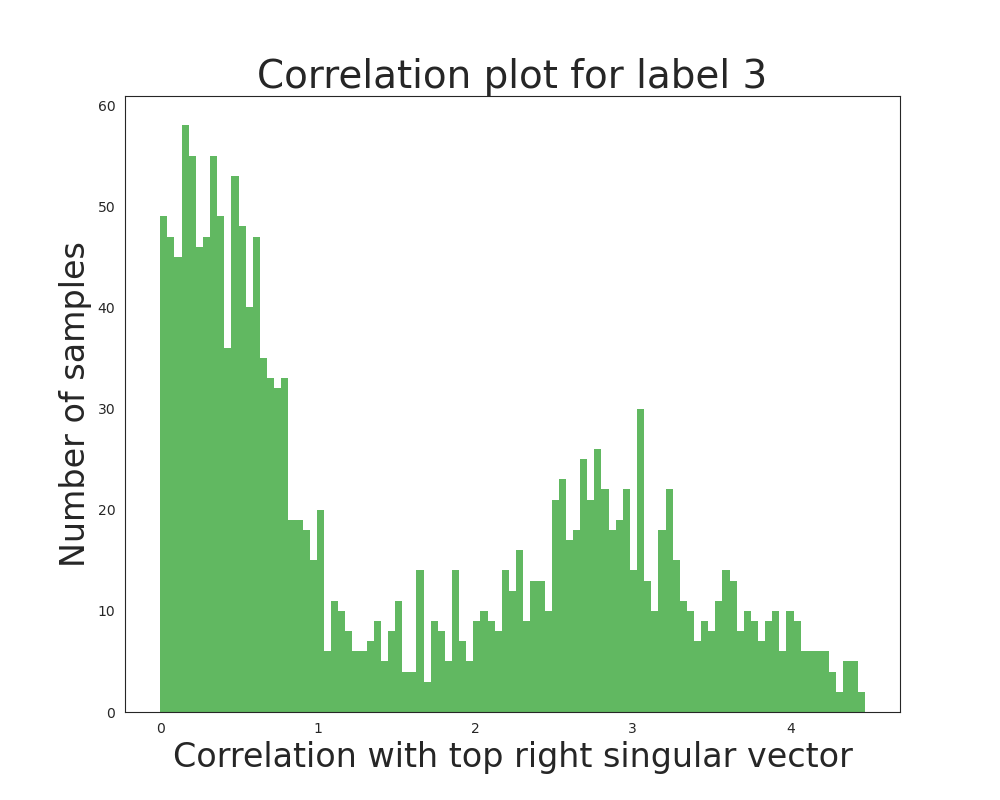 Correlation plot for label 3
Number of samples
60
50
40
30
20
10
0
0 1 2 3 4
Correlation with top right singular vector